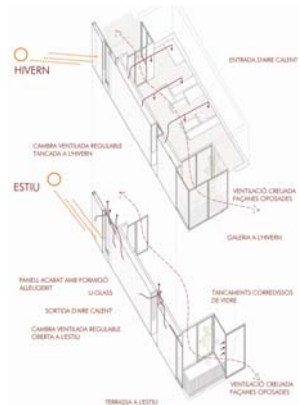 HIVERN
ENTRADA D'AIRE CALENT
CAMBRA VENTILADA REGULABLE
TANCADA A L'HIVERN
ESTIU
VENTILACIÓ CREUADA
FAÇANES OPOSADES
GALERIA A L'HIVERN
PANELL ACABAT AMB FORMIGÓ
ALLEUGERIT
U-GLASS
TANCAMENTS CORREDISSOS
DE VIDRE
SORTIDA D'AIRE CALENT
CAMBRA VENTILADA REGULABLE
OBERTA A L'ESTIU
VENTILACIÓ CREUADA
FAÇANES OPOSADES
TERRASSA A L'ESTIU